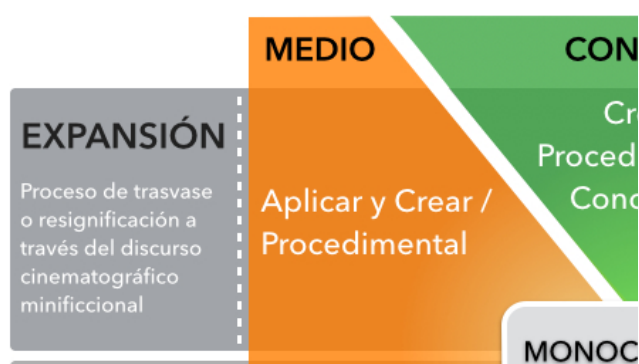 MEDIO
EXPANSIÓN
Proceso de trasvase
o resignificación a
través del discurso
cinematográfico
minificcional
Aplicar y Crear /
Procedimental